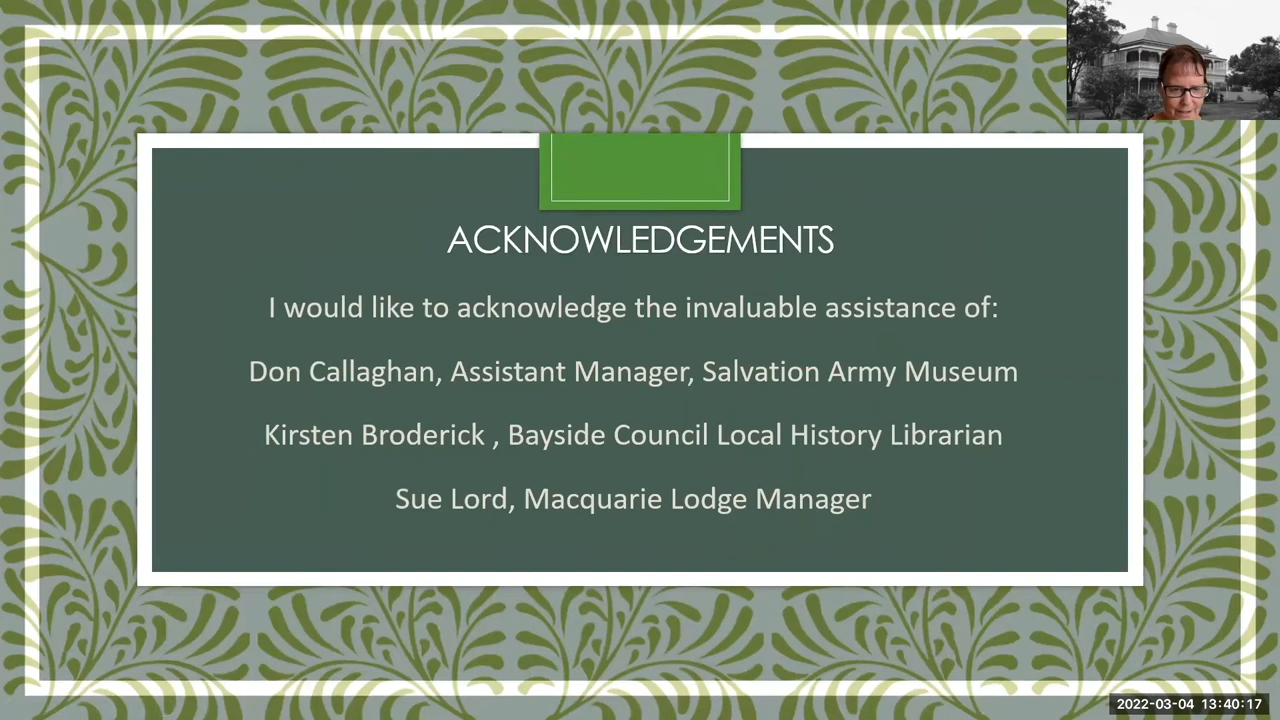 ACKNOWLEDGEMENTS
I would like to acknowledge the invaluable assistance of:
Don Callaghan, Assistant Manager, Salvation Army Museum
Kirsten Broderick , Bayside Council Local History Librarian
Sue Lord, Macquarie Lodge Manager
2022-03-04 13:40:17